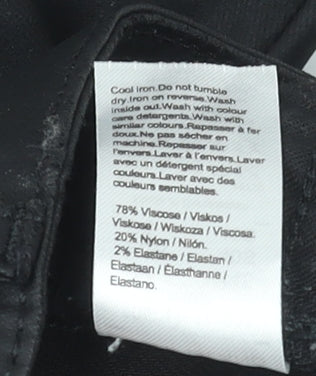 Cool Iron.Do not tumble
dry.Iron on reverse.Wash
inside out.Wash with colour
care detergents.Wash with
similar colours.Repasser à fer
doux.Ne pas sécher en
machine.Repasser sur
l'envers.Laver à l'envers.Laver
avec un détergent spécial
couleurs.Laver avec des
couleurs semblables.
78% Viscose / Viskos /
Viskose / Wiskoza / Viscosa.
20% Nylon / Nilón.
2% Elastane / Elastan /
Elastaan / Élasthanne /
Elastano.